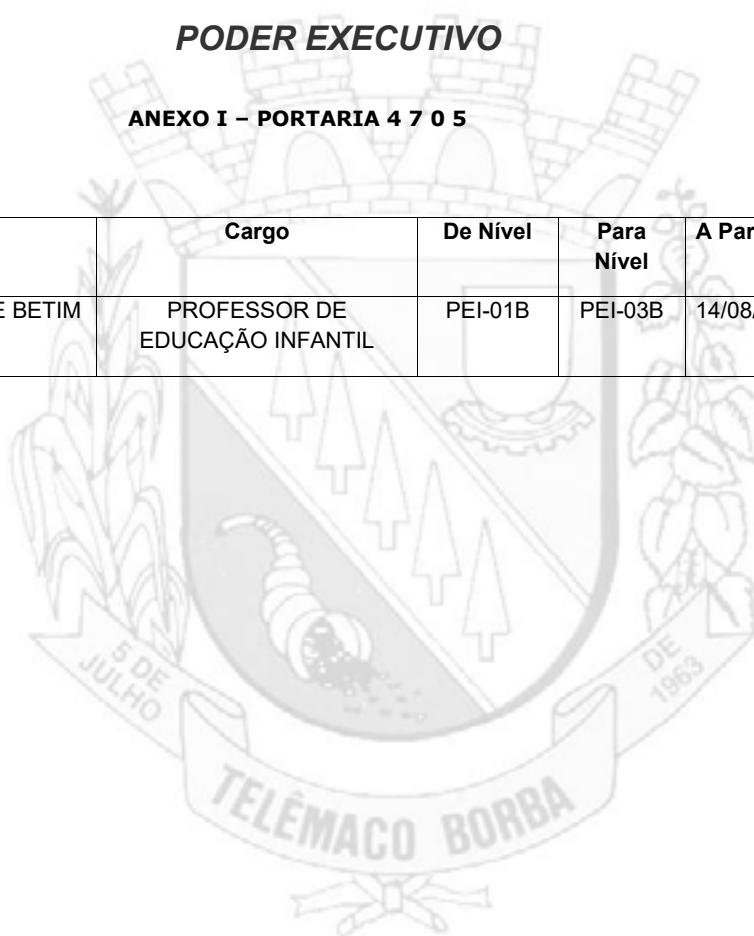 PODER EXECUTIVO
ANEXO I – PORTARIA 4 7 0 5
Cargo De Nível Para Nível A Par
E BETIM PROFESSOR DE EDUCAÇÃO INFANTIL PEI-01B PEI-03B 14/08/
5 DE JULHO DE 1963
TELÊMACO BORBA